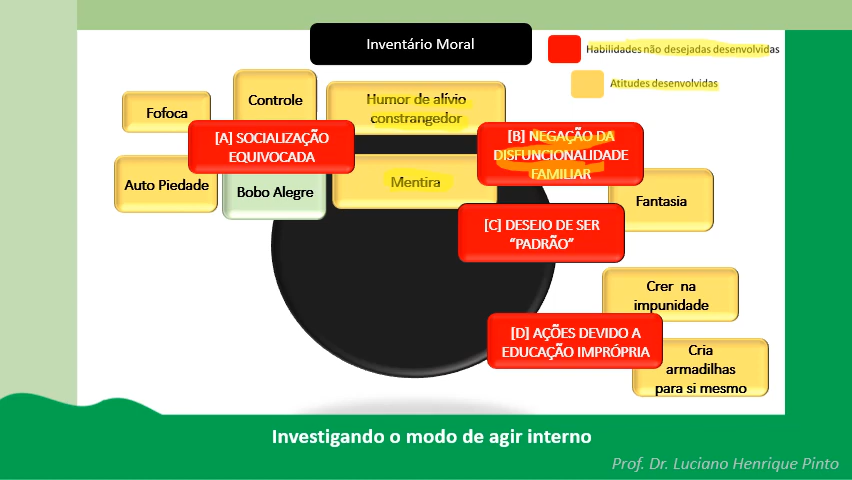 Inventário Moral
Habilidades não desejadas desenvolvidas
Atitudes desenvolvidas
Fofoca
Controle
Humor de alívio
constrangedor
[A] SOCIALIZAÇÃO
EQUIVOCADA
[B] NEGAÇÃO DA
DISFUNCIONALIDADE
FAMILIAR
Auto Piedade
Bobo Alegre
Mentira
Fantasia
[C] DESEJO DE SER
“PADRÃO”
Crer na
impunidade
[D] AÇÕES DEVIDO A
EDUCAÇÃO IMPRÓPRIA
Cria
armadilhas
para si mesmo
Investigando o modo de agir interno
Prof. Dr. Luciano Henrique Pinto